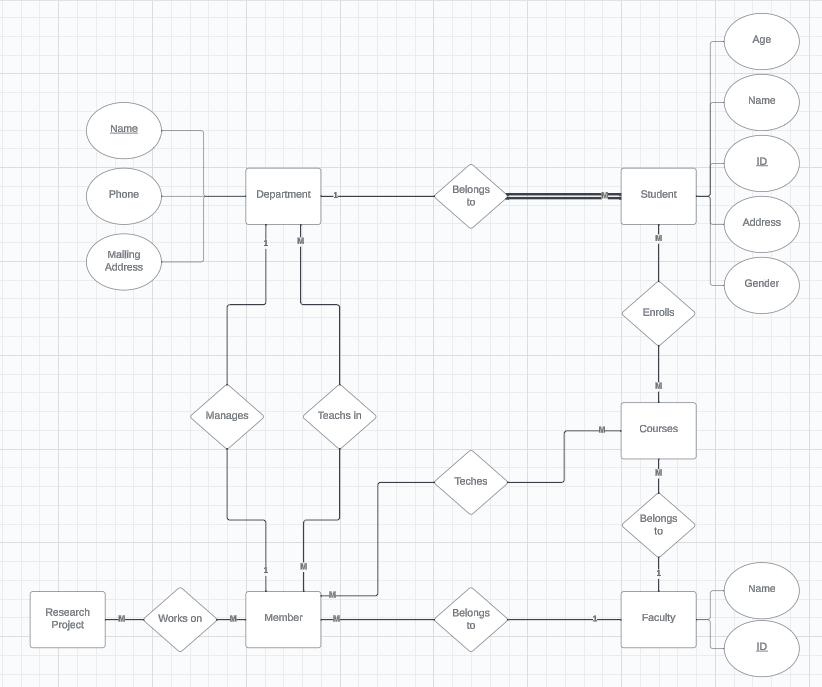 Age
Name
Name
ID
Phone
Department
1
Belongs
to
M
Student
Address
Mailing
Address
1
M
M
Gender
Enrolls
M
Manages
Teachs in
M
Courses
M
Teches
Belongs
to
1
M
1
M
Name
Research
Project
M
Works on
M
Member
M
Belongs
to
1
Faculty
ID